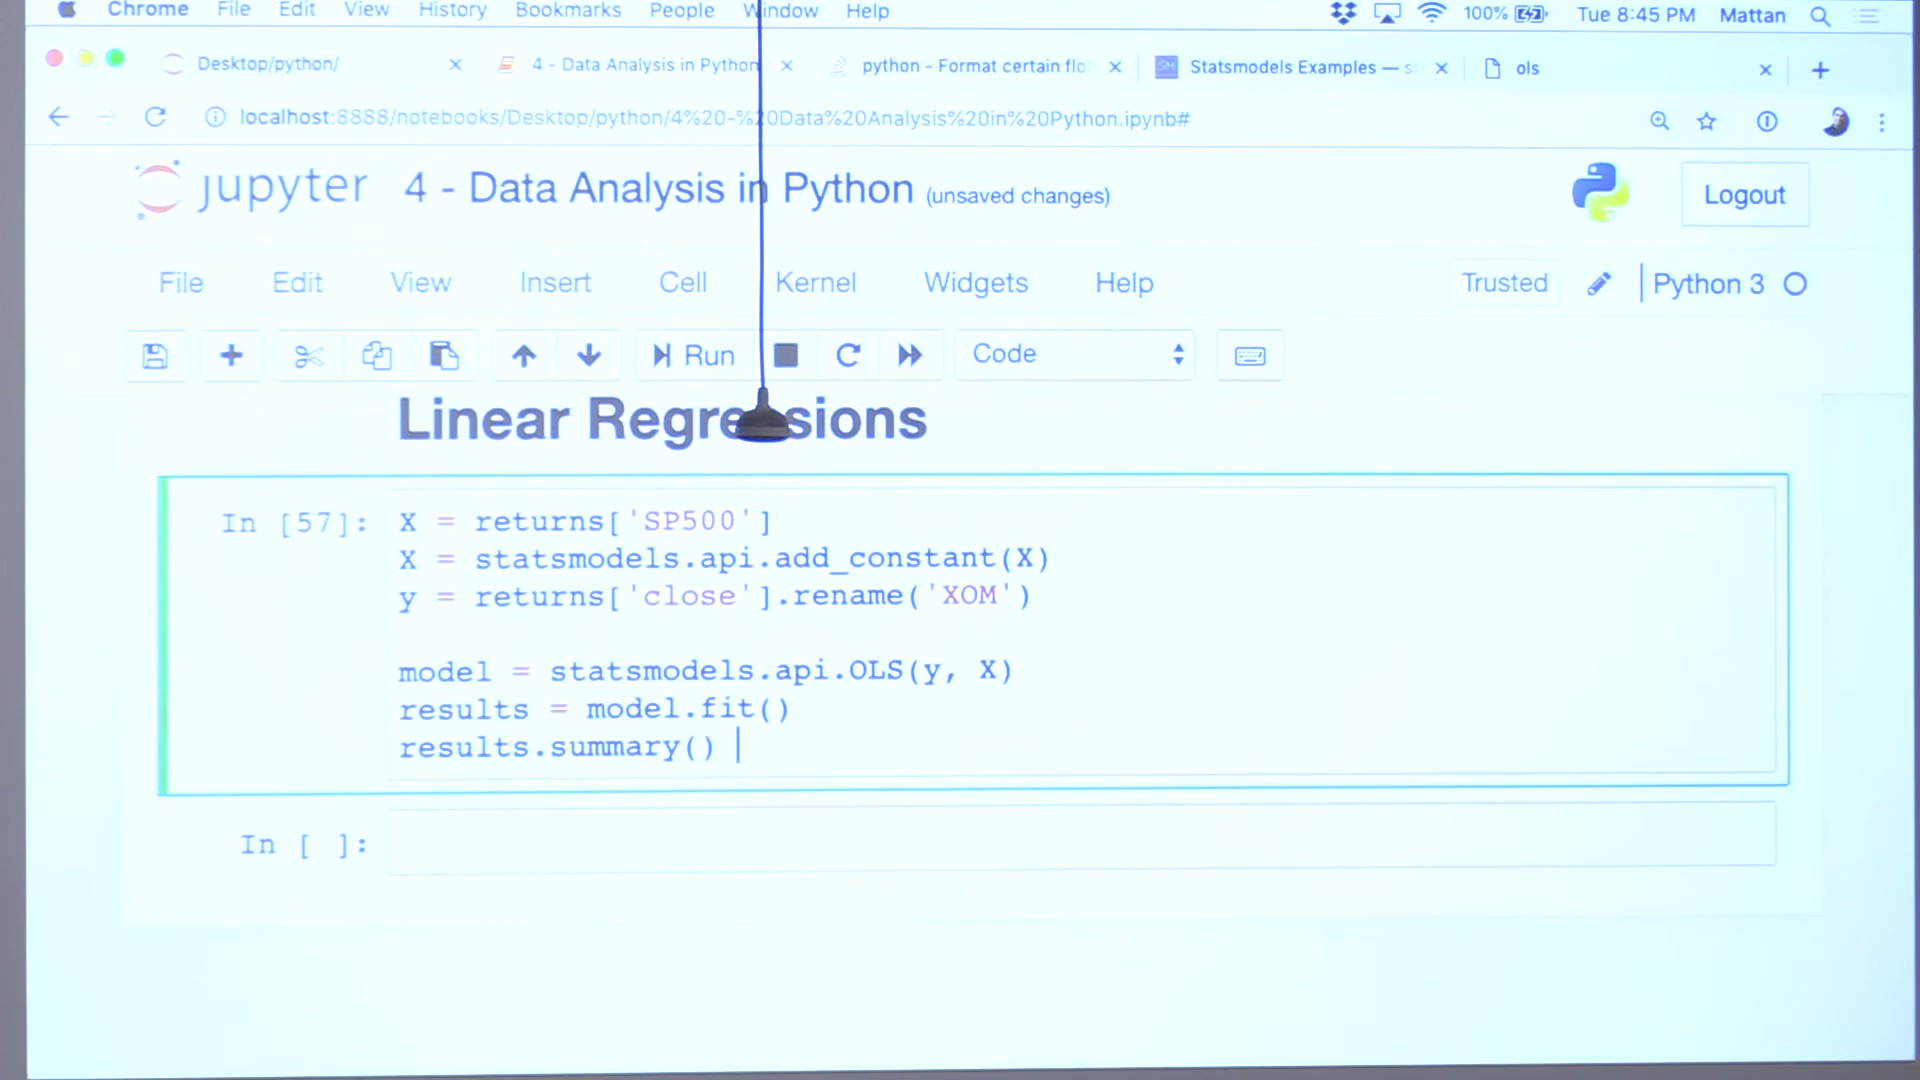 Chrome File Edit View History Bookmarks People Window Help 100% Tue 8:45 PM Mattan
Desktop/python/ 4 - Data Analysis in Python python - Format certain flo Statsmodels Examples — s ols
localhost:8888/notebooks/Desktop/python/4%20-%20Data%20Analysis%20in%20Python.ipynb#
jupyter 4 - Data Analysis in Python (unsaved changes) Logout
File Edit View Insert Cell Kernel Widgets Help Trusted Python 3
Run Code
Linear Regressions
In [57]: X = returns['SP500']
X = statsmodels.api.add_constant(X)
y = returns['close'].rename('XOM')
model = statsmodels.api.OLS(y, X)
results = model.fit()
results.summary()
In [ ]: